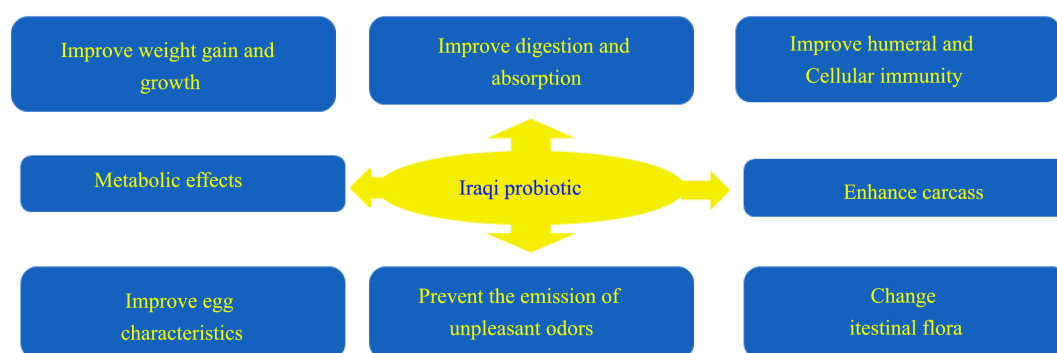 Improve weight gain and
growth
Improve digestion and
absorption
Improve humeral and
Cellular immunity
Metabolic effects
Iraqi probiotic
Enhance carcass
Improve egg
characteristics
Prevent the emission of
unpleasant odors
Change
itestinal flora